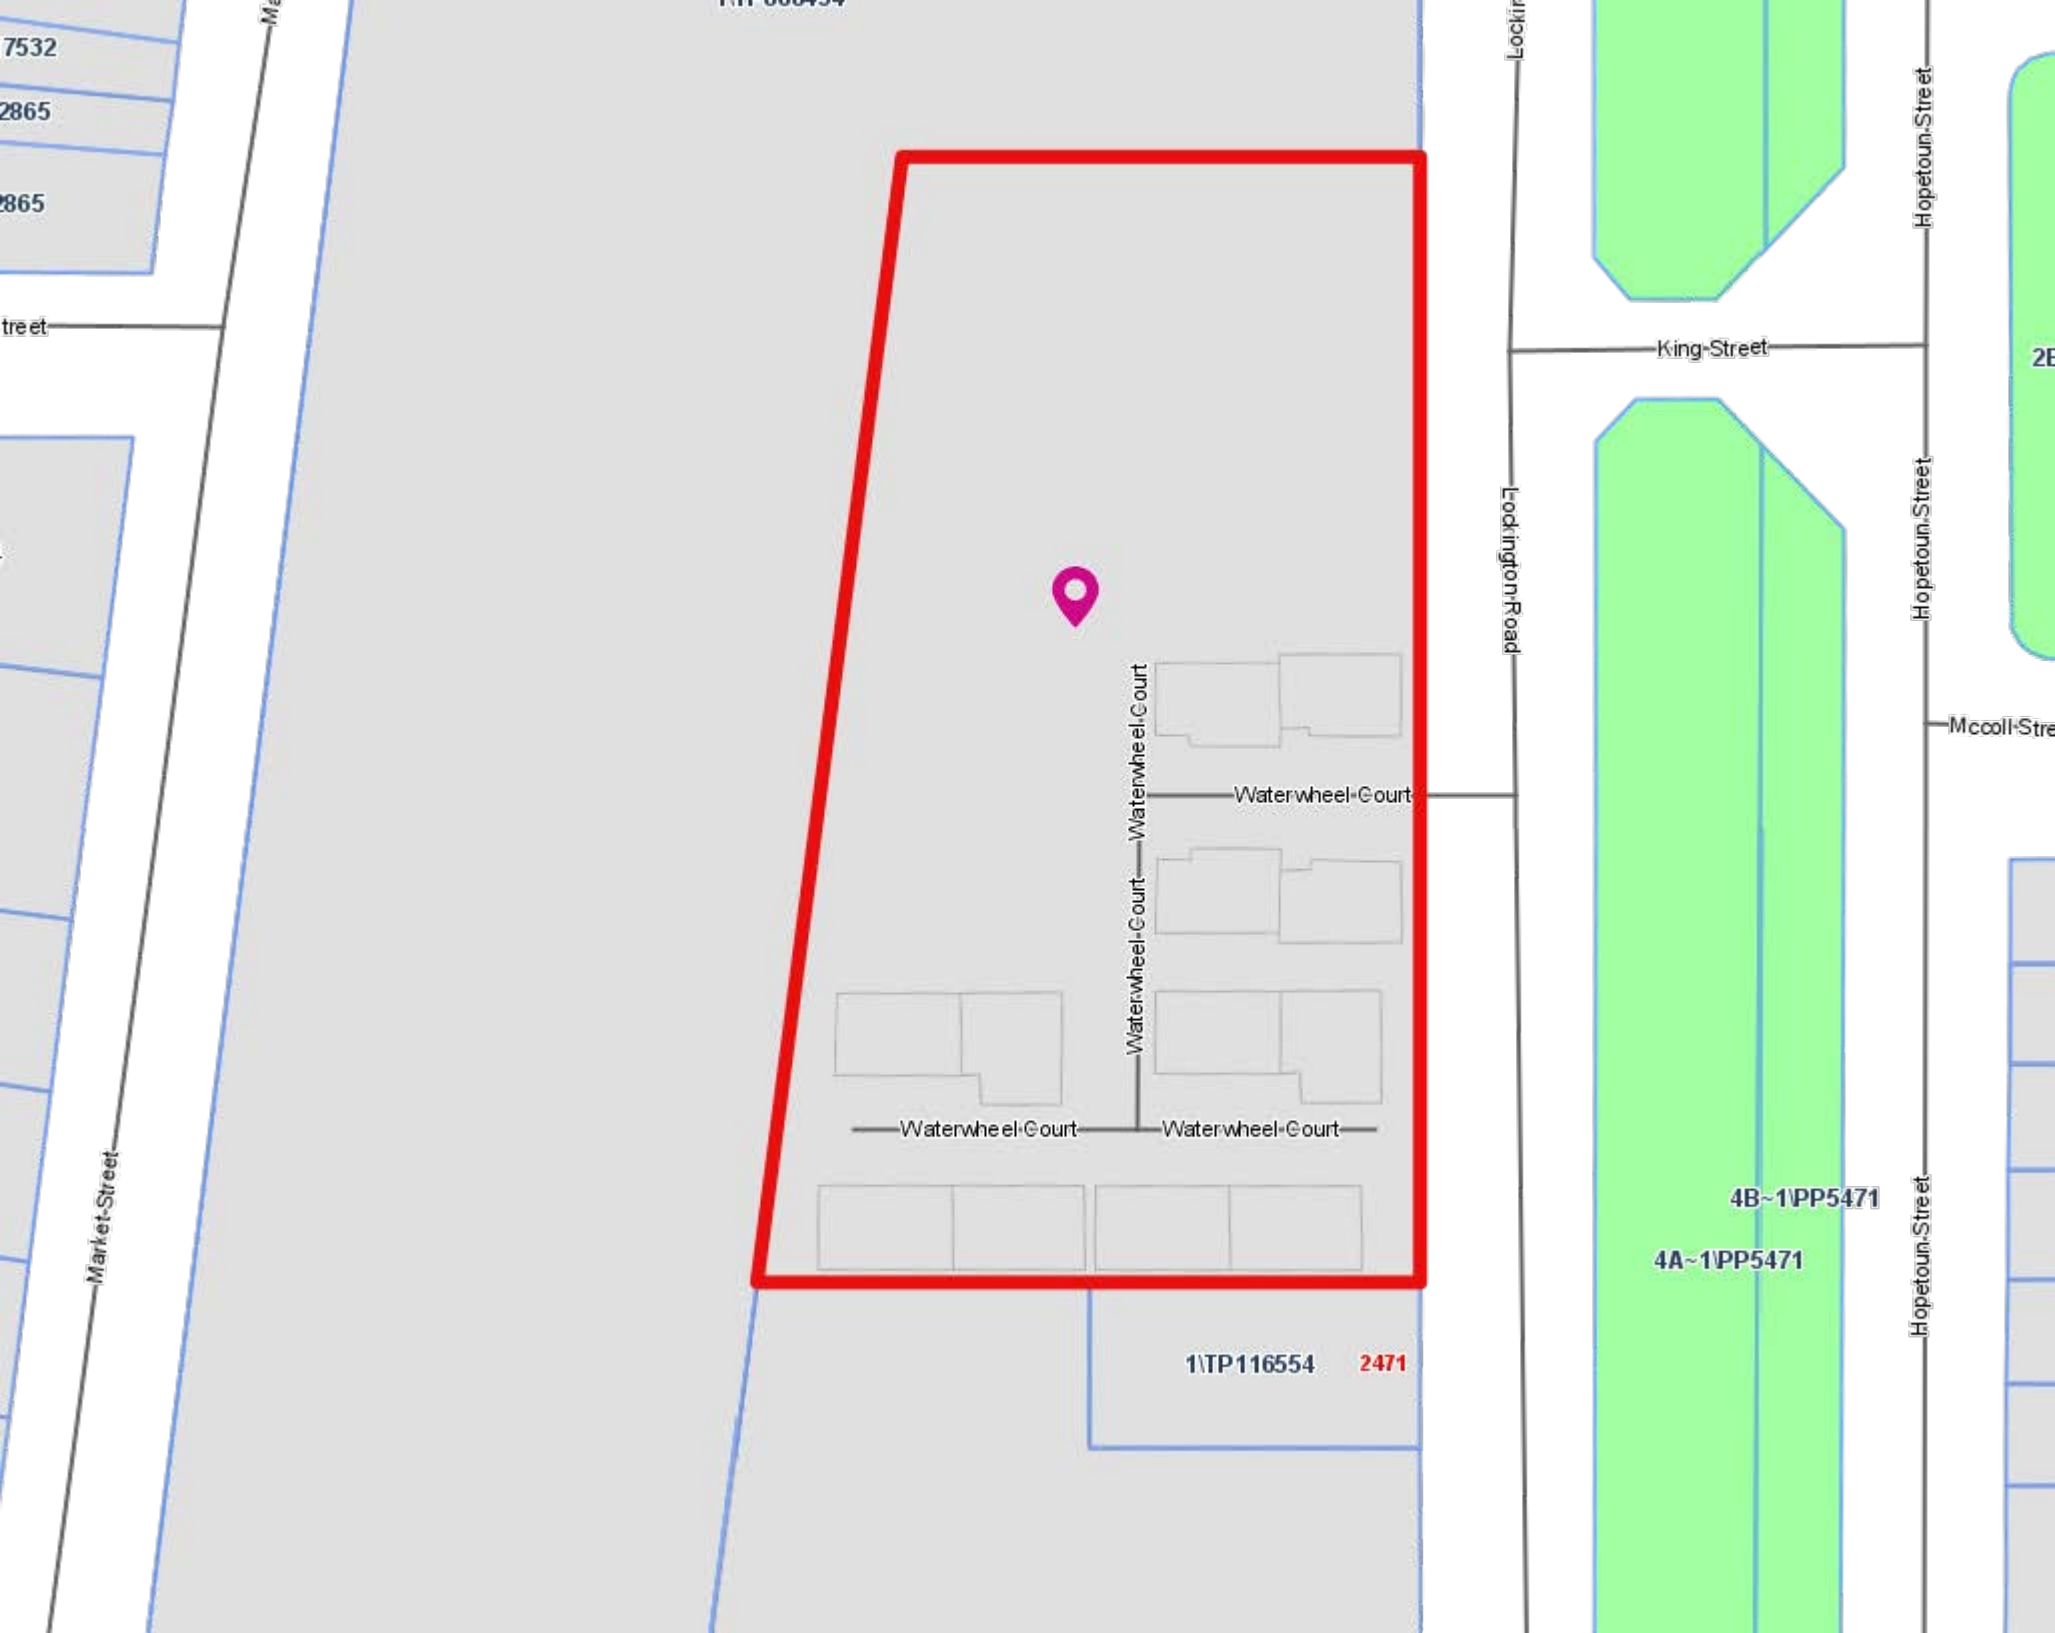 7532
2865
2865
treet
Hopetoun Street
King Street
Lockington Road
Hopetoun Street
Waterwheel Court
Mccoll Stre
Waterwheel Court
Waterwheel Court
Waterwheel Court
Waterwheel Court
Market Street
4B~1\PP5471
4A~1\PP5471
Hopetoun Street
1\TP116554
2471